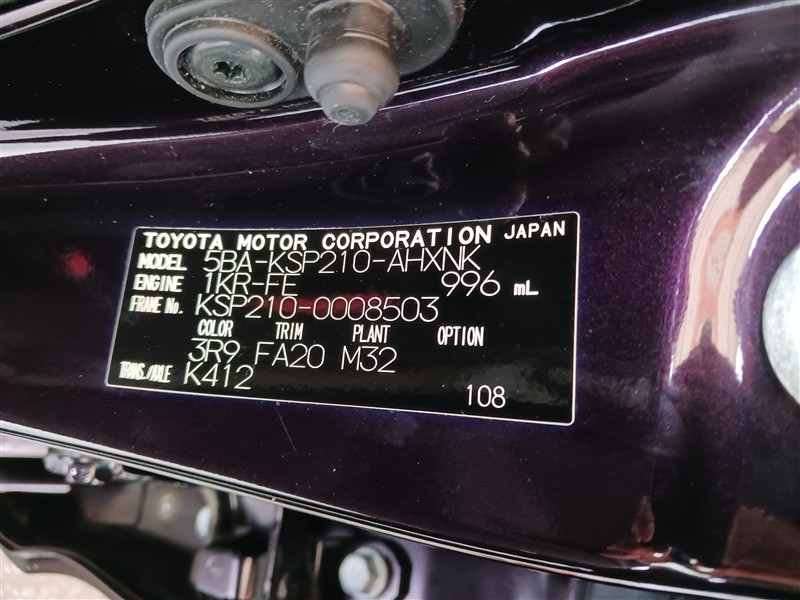 TOYOTA MOTOR CORPORATION JAPAN
MODEL 5BA-KSP210-AHXNK
ENGINE 1KR-FE 996 mL
FRAME No. KSP210-0008503
COLOR TRIM PLANT OPTION
3R9 FA20 M32
TRANS./AXLE K412
108